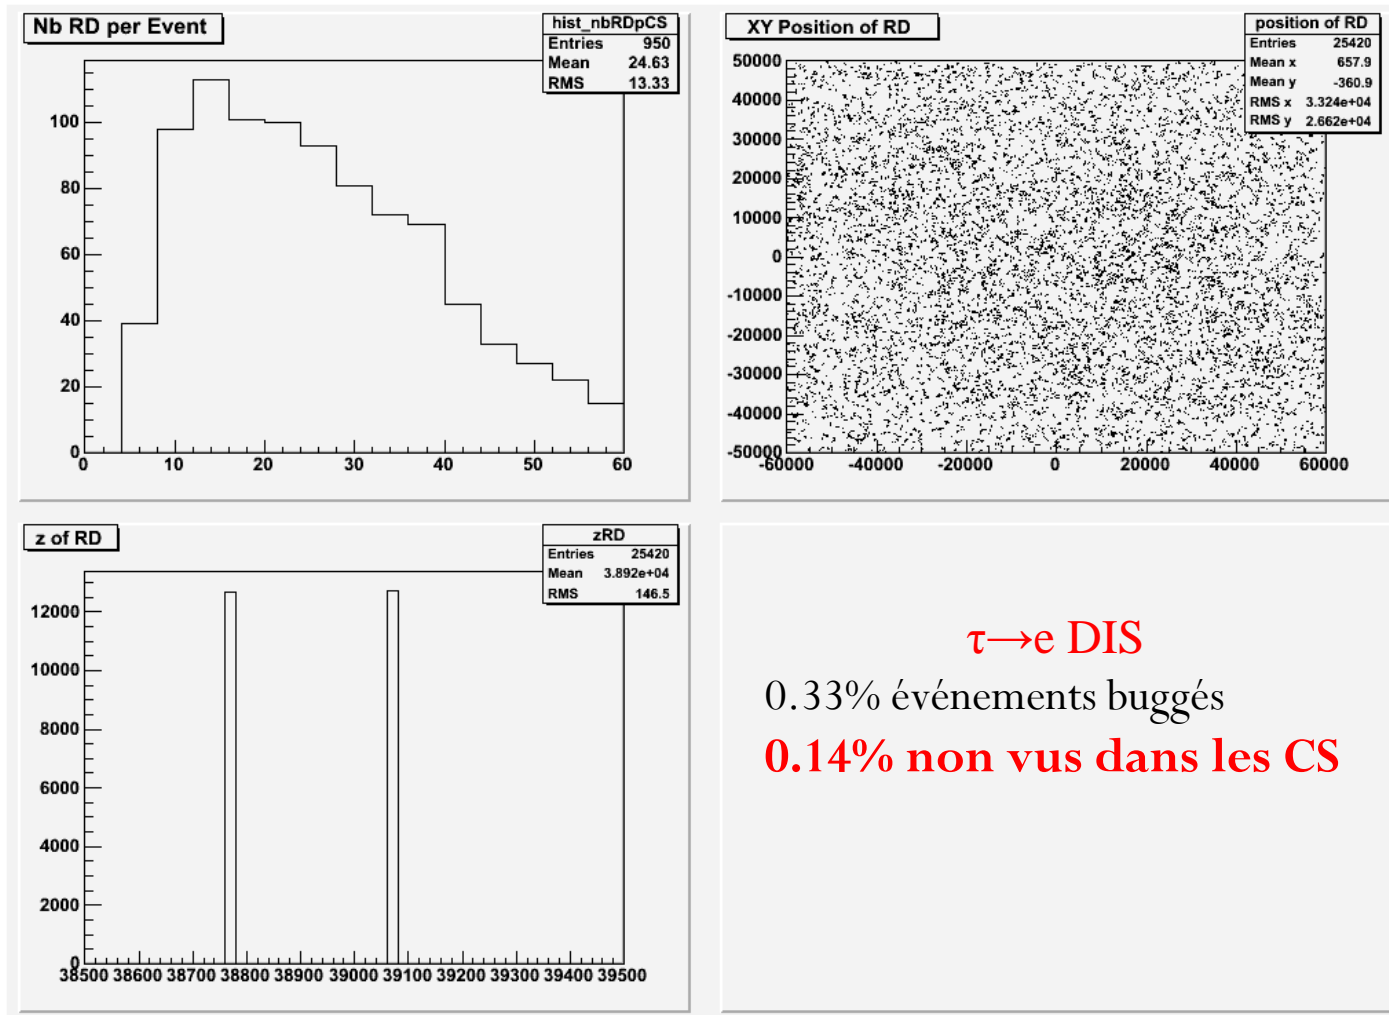 Nb RD per Event
hist_nbRDpCS
Entries 950
Mean 24.63
RMS 13.33
100
80
60
40
20
0
0 10 20 30 40 50 60
XY Position of RD
position of RD
Entries 25420
Mean x 657.9
Mean y -360.9
RMS x 3.324e+04
RMS y 2.662e+04
50000
40000
30000
20000
10000
0
-10000
-20000
-30000
-40000
-50000
-60000 -40000 -20000 0 20000 40000 60000
z of RD
zRD
Entries 25420
Mean 3.892e+04
RMS 146.5
12000
10000
8000
6000
4000
2000
0
38500 38600 38700 38800 38900 39000 39100 39200 39300 39400 39500
τ→e DIS
0.33% événements buggés
0.14% non vus dans les CS